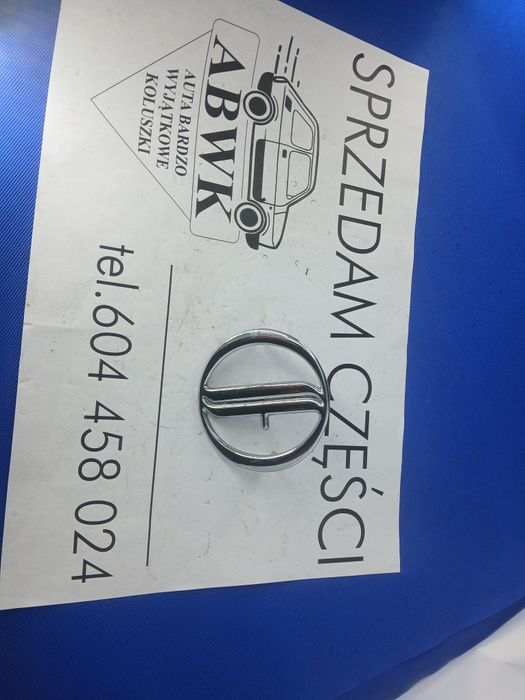 SPRZEDAM CZĘŚCI
ABWK
AUTA BARDZO
WYJĄTKOWE
KOLUSZKI
tel.604 458 024